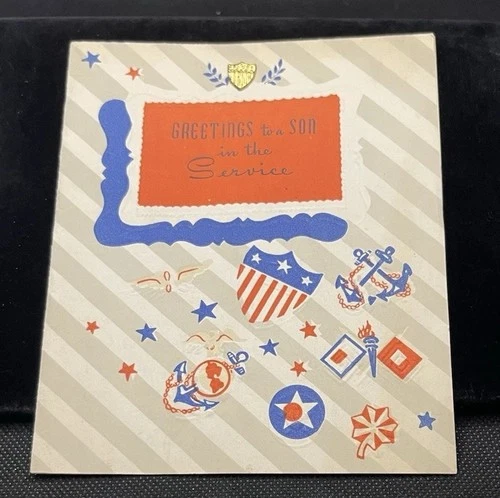 GREETINGS to a SON
in the
Service